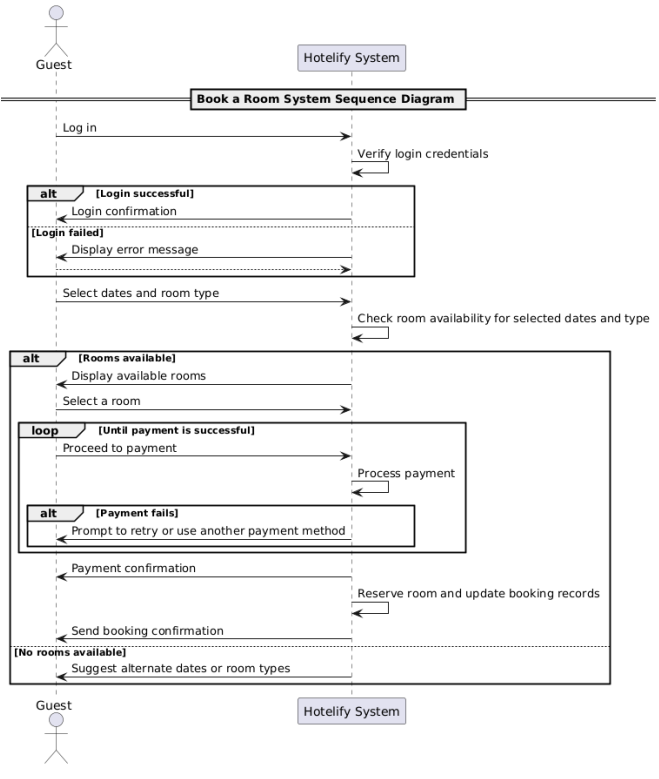 Guest
Hotelify System
Book a Room System Sequence Diagram
Log in
Verify login credentials
alt [Login successful]
Login confirmation
[Login failed]
Display error message
Select dates and room type
Check room availability for selected dates and type
alt [Rooms available]
Display available rooms
Select a room
loop [Until payment is successful]
Proceed to payment
Process payment
alt [Payment fails]
Prompt to retry or use another payment method
Payment confirmation
Reserve room and update booking records
Send booking confirmation
[No rooms available]
Suggest alternate dates or room types
Guest
Hotelify System